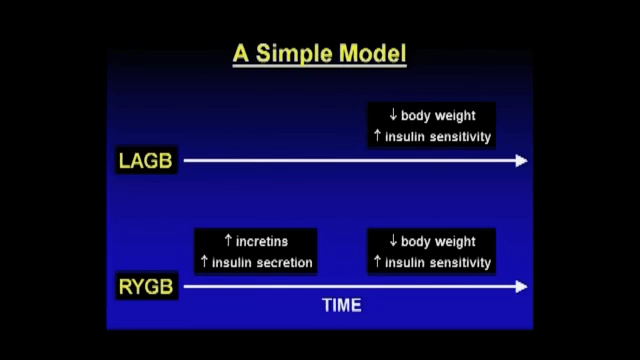 A Simple Model
↓ body weight
↑ insulin sensitivity
LAGB
↑ incretins
↑ insulin secretion
↓ body weight
↑ insulin sensitivity
RYGB
TIME